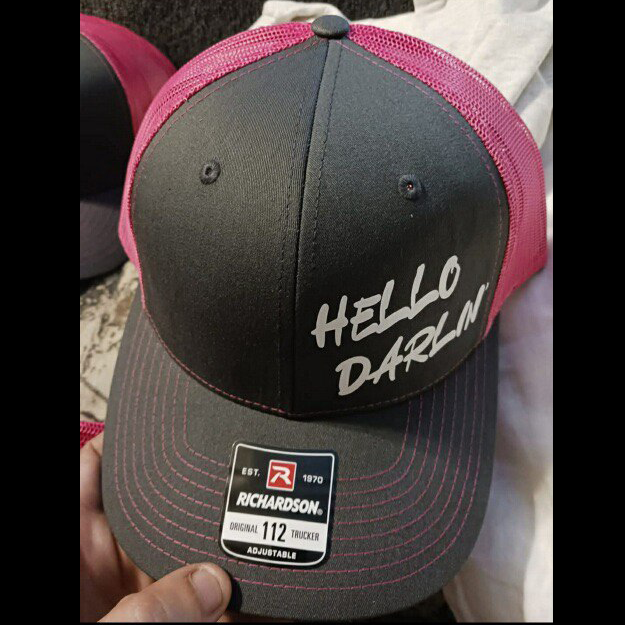 HELLO
DARLIN'
EST. R 1970
RICHARDSON®
ORIGINAL 112 TRUCKER
ADJUSTABLE